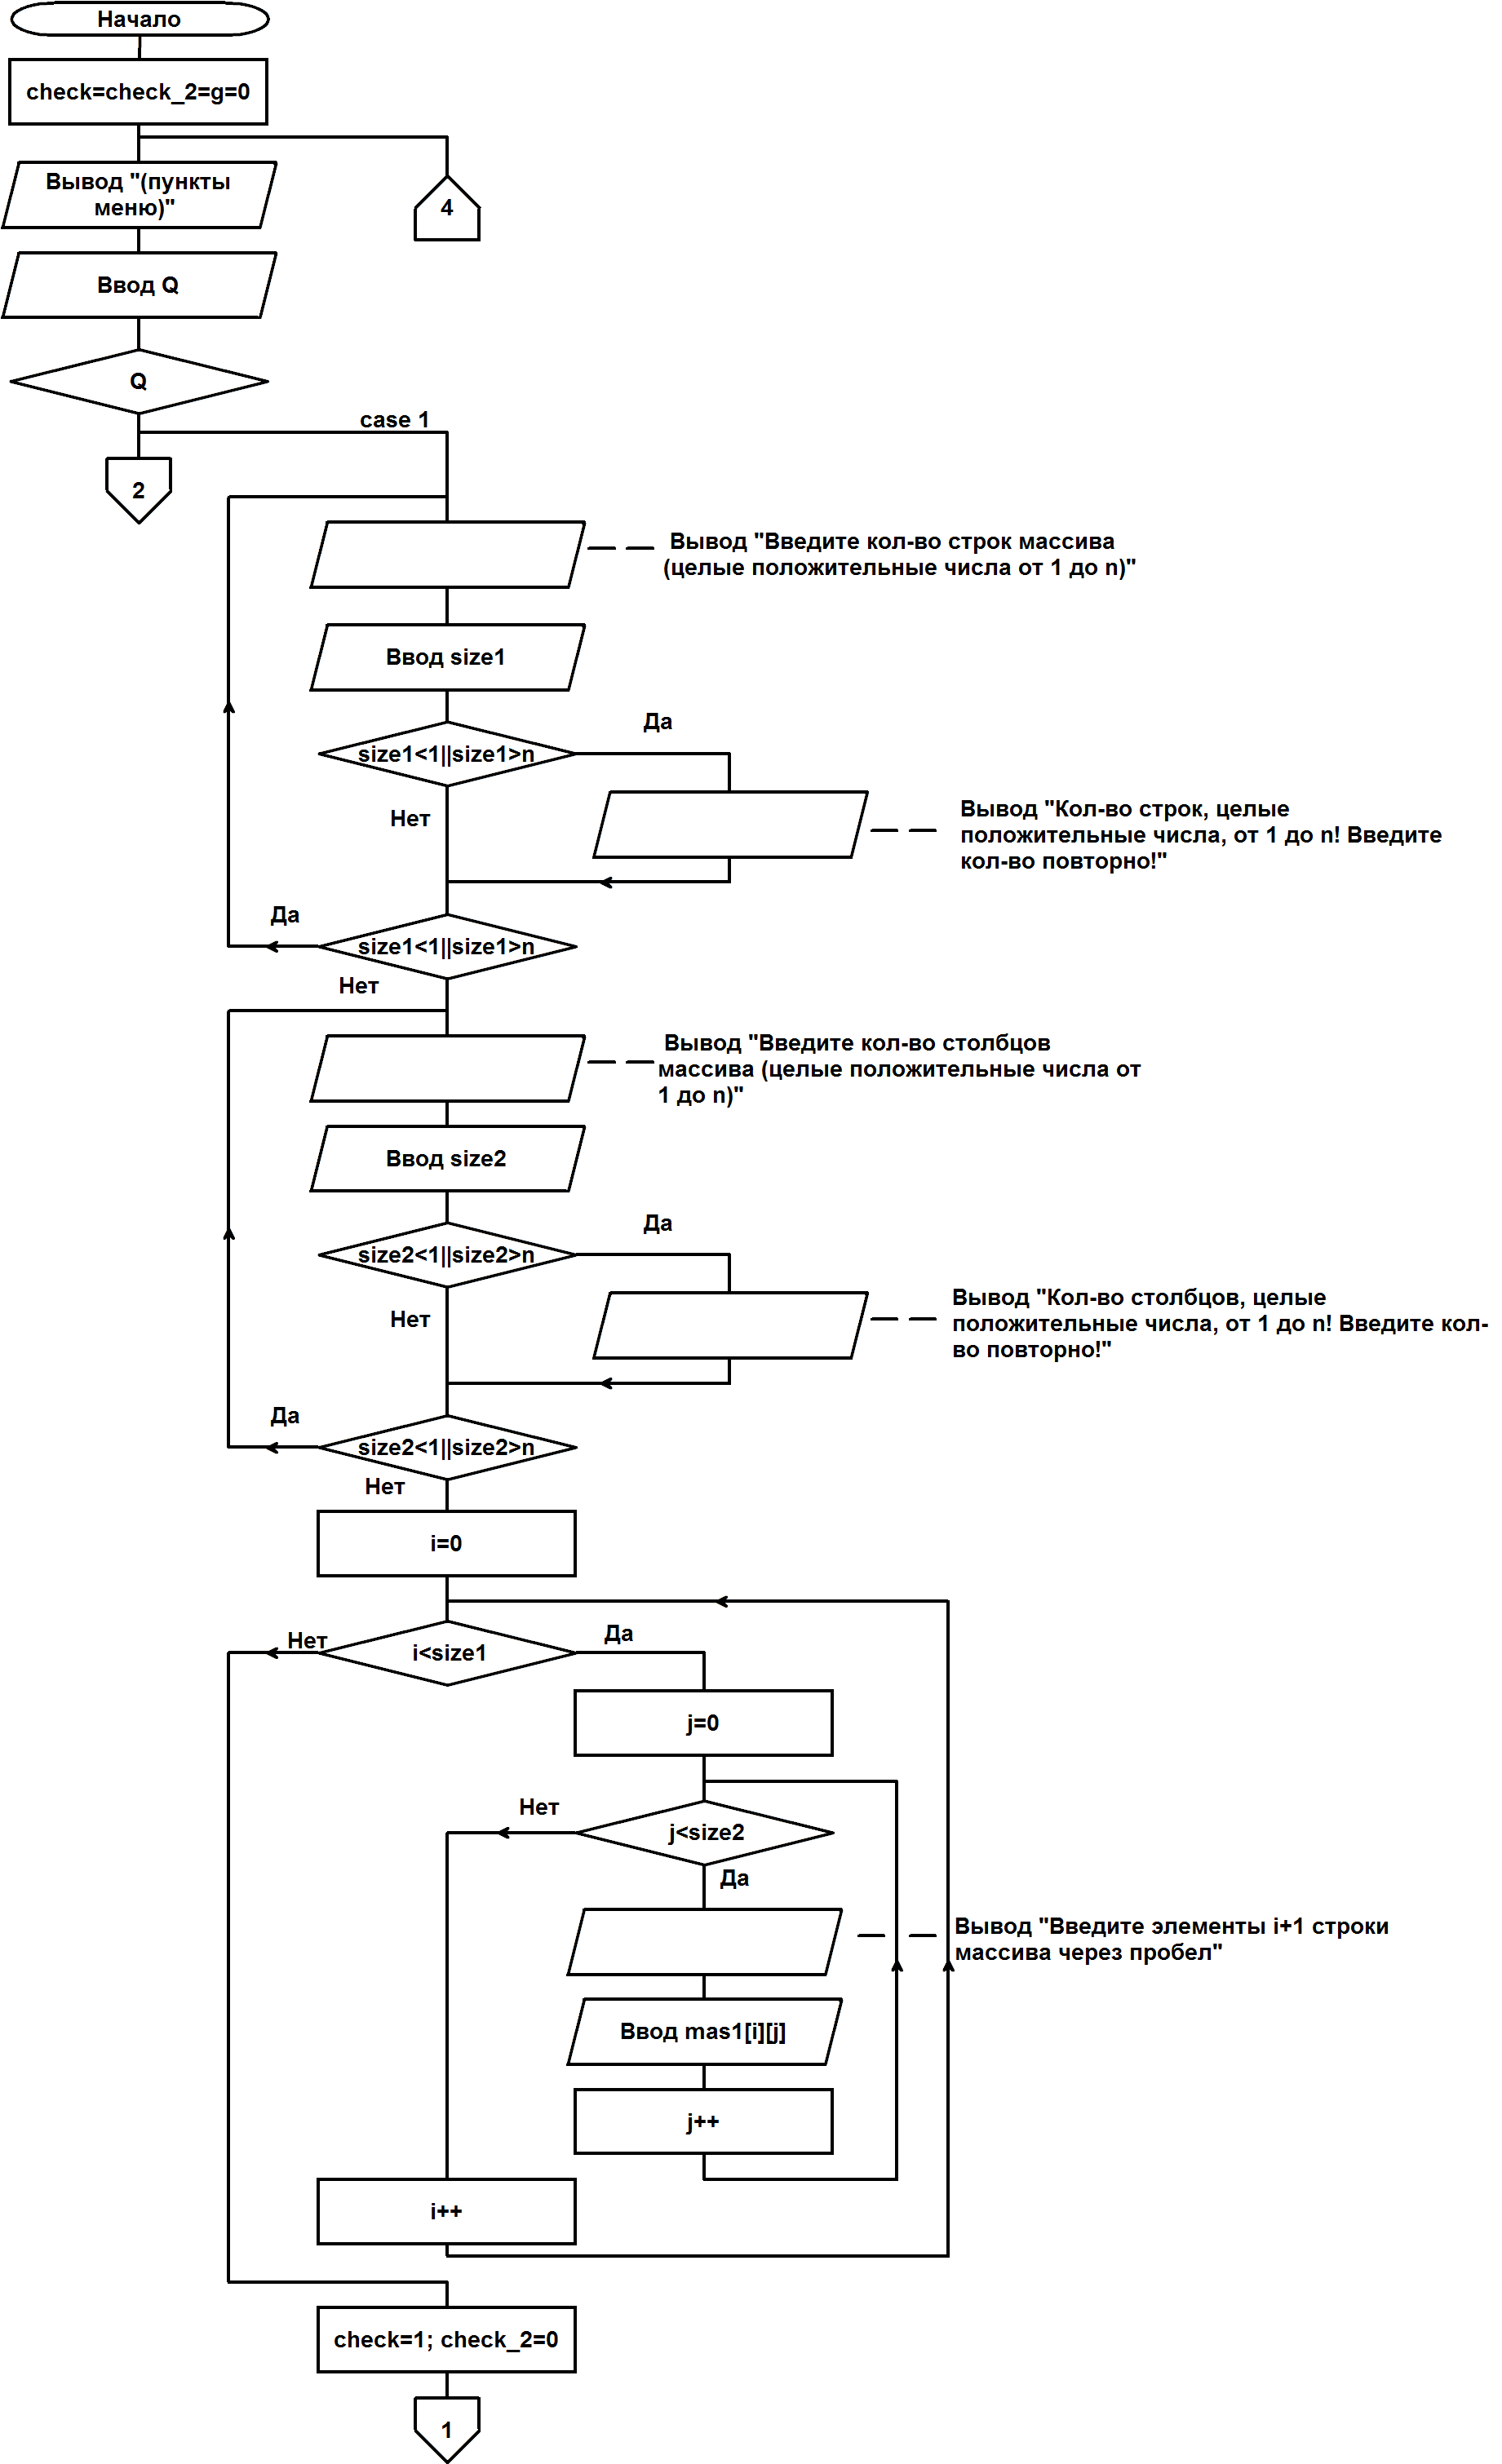 Начало
check=check_2=g=0
Вывод "(пункты
меню)"
4
Ввод Q
Q
case 1
2
Вывод "Введите кол-во строк массива
(целые положительные числа от 1 до n)"
Ввод size1
Да
size1<1||size1>n
Нет
Вывод "Кол-во строк, целые
положительные числа, от 1 до n! Введите
кол-во повторно!"
Да
size1<1||size1>n
Нет
Вывод "Введите кол-во столбцов
массива (целые положительные числа от
1 до n)"
Ввод size2
Да
size2<1||size2>n
Нет
Вывод "Кол-во столбцов, целые
положительные числа, от 1 до n! Введите кол-
во повторно!"
Да
size2<1||size2>n
Нет
i=0
Нет
Да
i<size1
j=0
Нет
j<size2
Да
Вывод "Введите элементы i+1 строки
массива через пробел"
Ввод mas1[i][j]
j++
i++
check=1; check_2=0
1